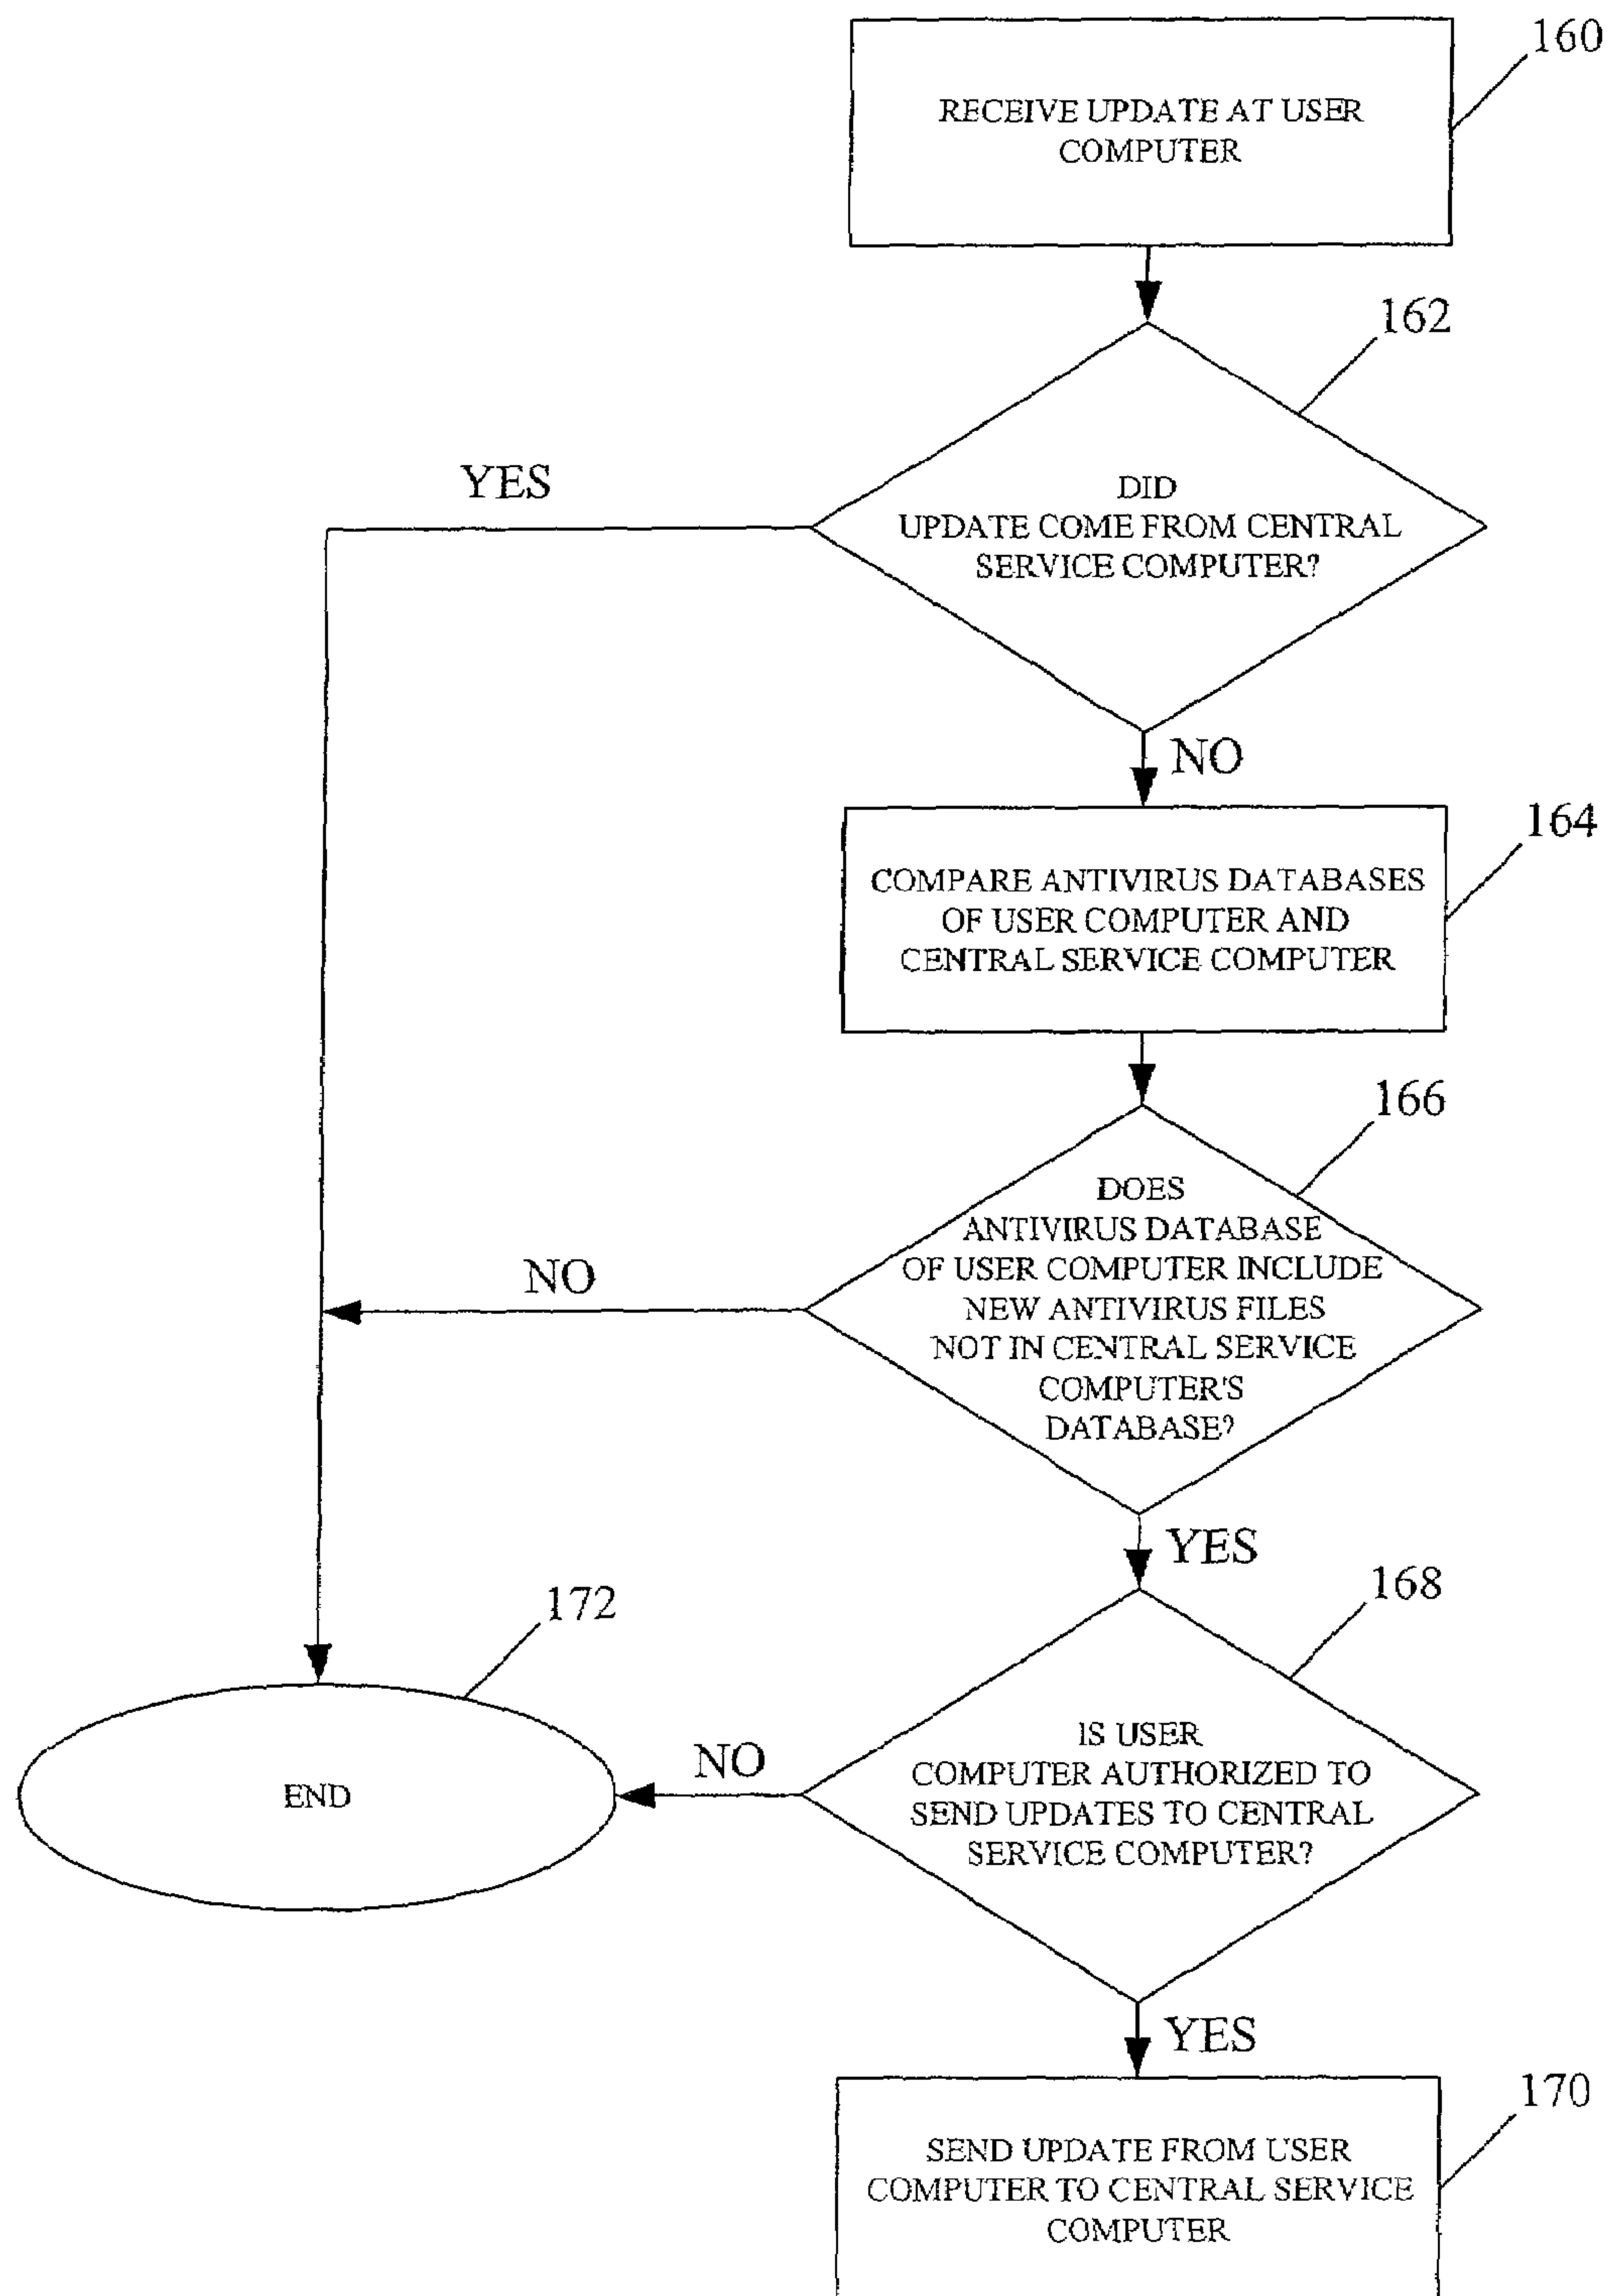 160
RECEIVE UPDATE AT USER
COMPUTER
162
DID
UPDATE COME FROM CENTRAL
SERVICE COMPUTER?
YES
NO
164
COMPARE ANTIVIRUS DATABASES
OF USER COMPUTER AND
CENTRAL SERVICE COMPUTER
166
DOES
ANTIVIRUS DATABASE
OF USER COMPUTER INCLUDE
NEW ANTIVIRUS FILES
NOT IN CENTRAL SERVICE
COMPUTER'S
DATABASE?
NO
YES
168
IS USER
COMPUTER AUTHORIZED TO
SEND UPDATES TO CENTRAL
SERVICE COMPUTER?
NO
172
END
YES
170
SEND UPDATE FROM USER
COMPUTER TO CENTRAL SERVICE
COMPUTER